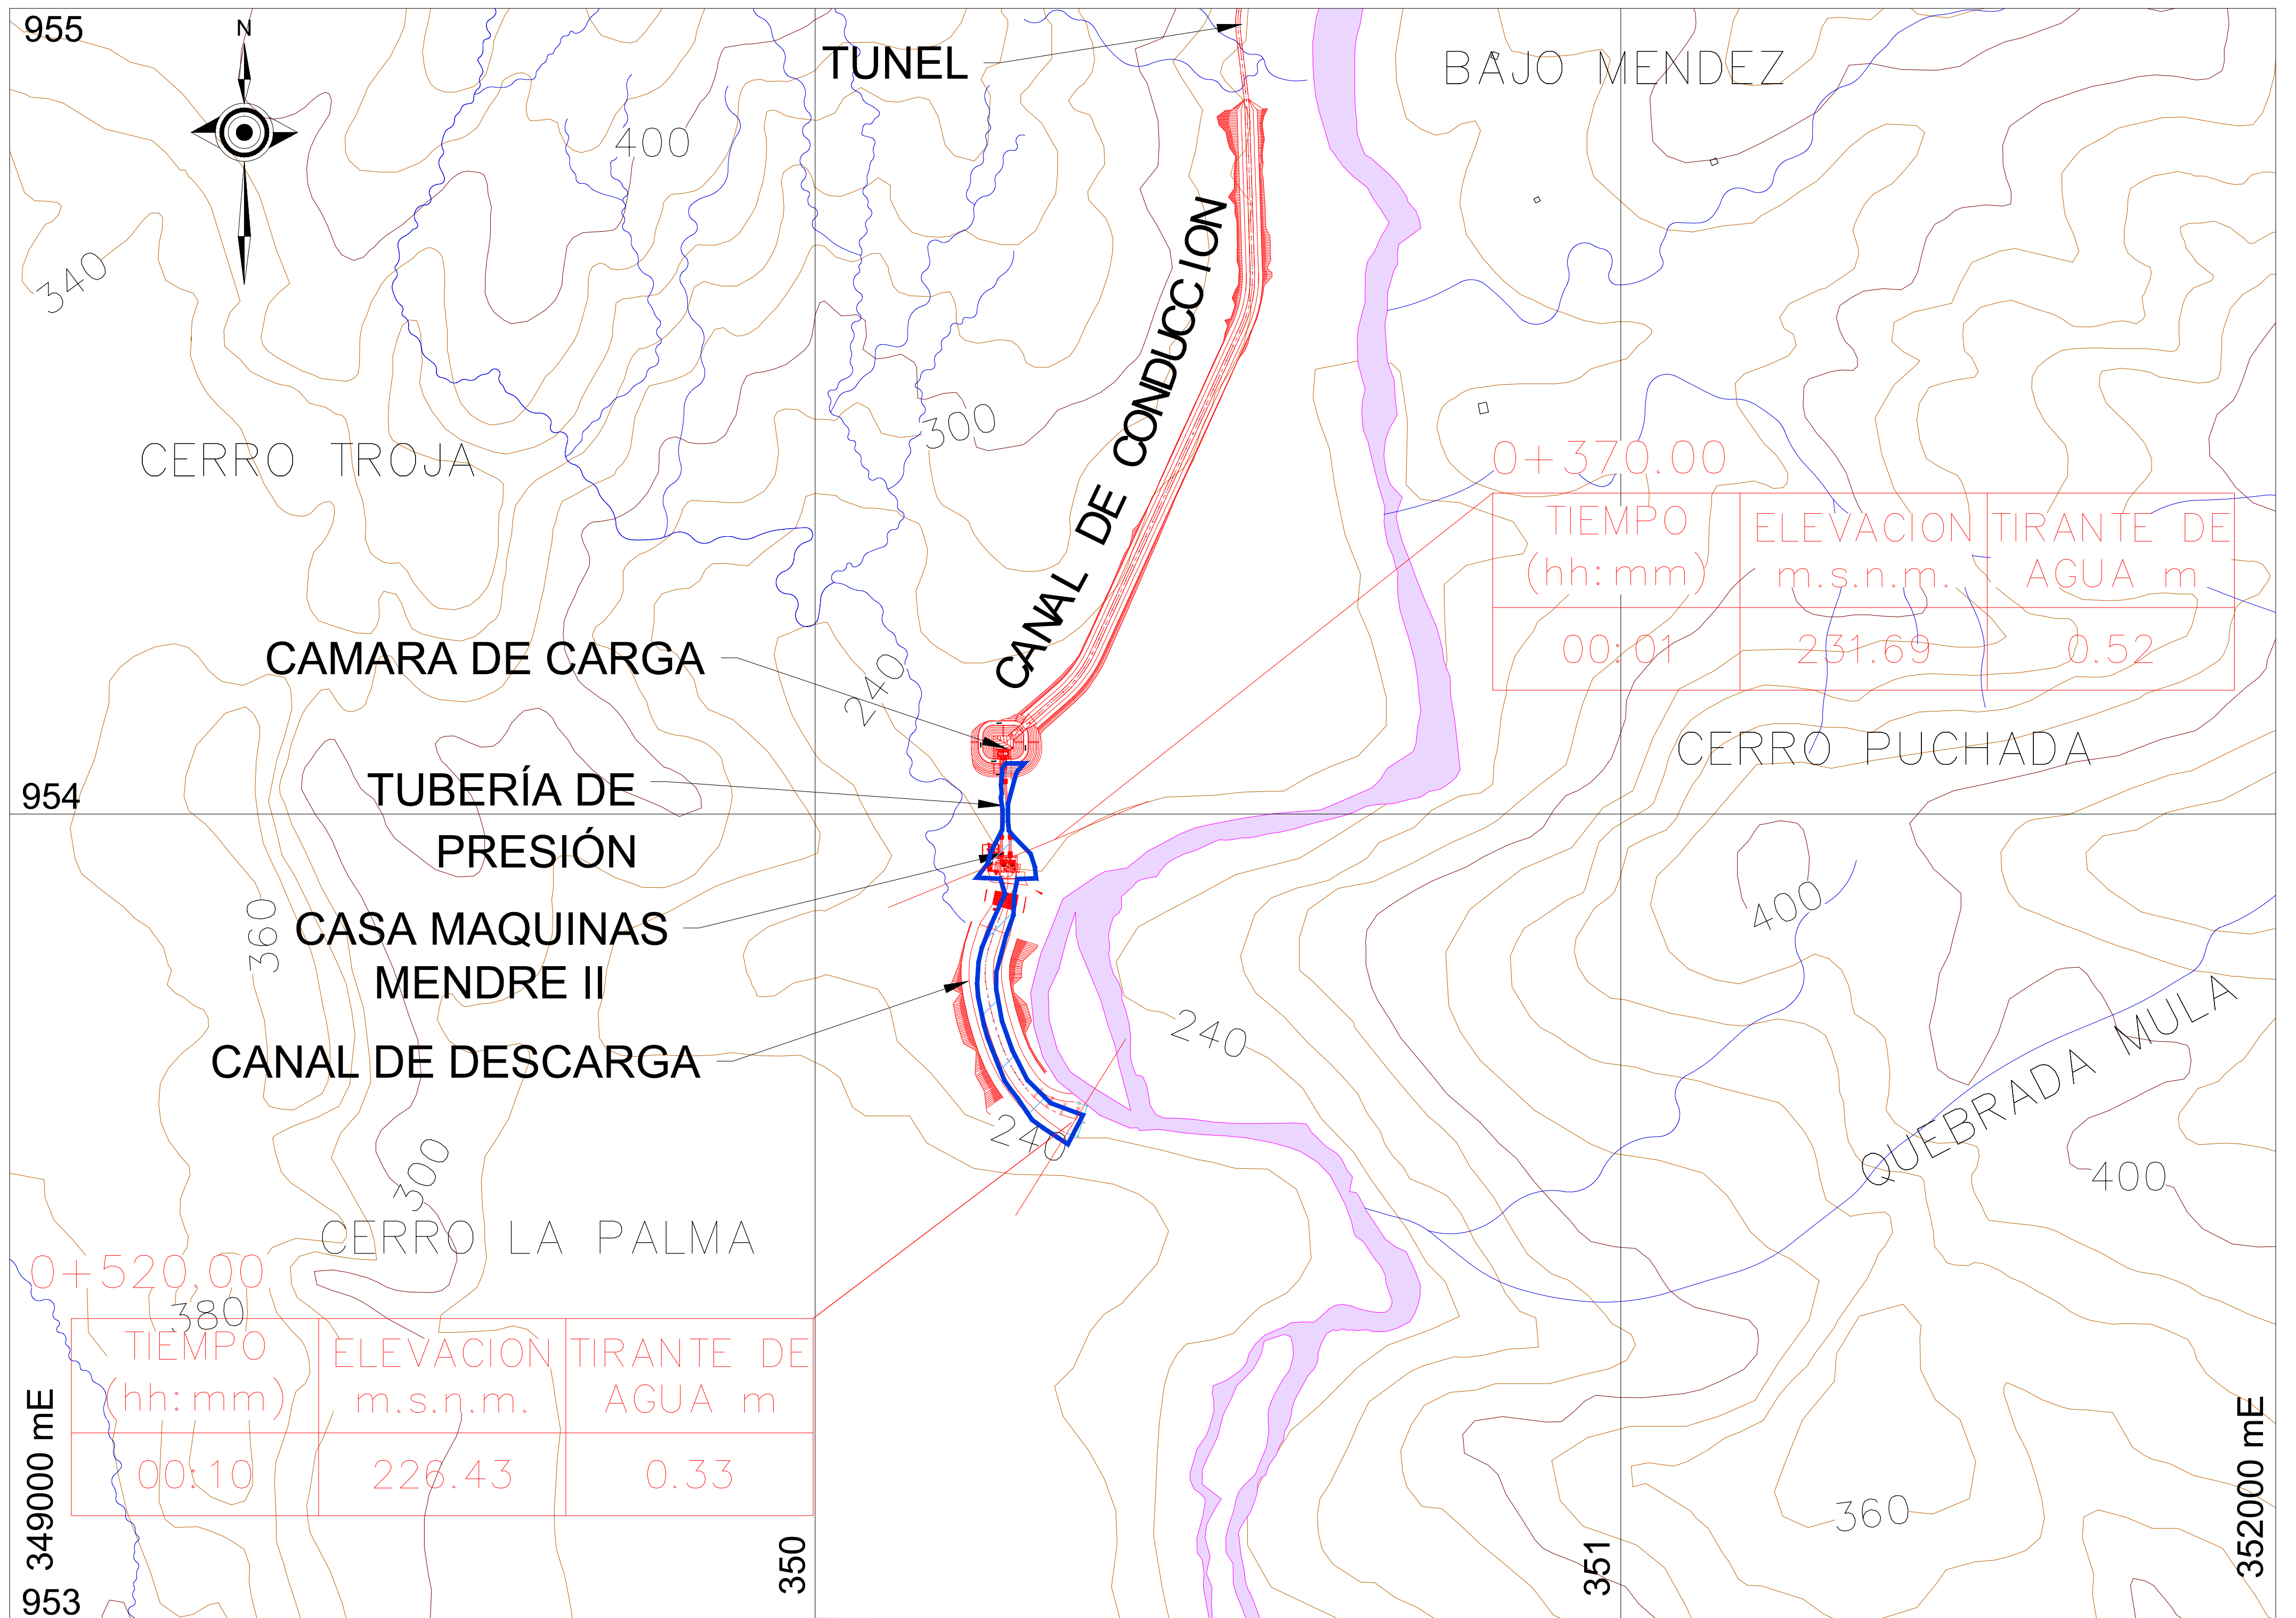 955
N
TUNEL
BAJO MENDEZ
400
340
CANAL DE CONDUCCION
300
CERRO TROJA
0+370.00
TIEMPO
(hh:mm)
ELEVACION
m.s.n.m.
TIRANTE DE
AGUA m
00:01
231.69
0.52
CAMARA DE CARGA
240
CERRO PUCHADA
954
TUBERÍA DE
PRESIÓN
400
360
CASA MAQUINAS
MENDRE II
240
QUEBRADA MULA
CANAL DE DESCARGA
240
300
400
CERRO LA PALMA
0+520.00
380
TIEMPO
(hh:mm)
ELEVACION
m.s.n.m.
TIRANTE DE
AGUA m
00:10
226.43
0.33
360
349000 mE
350
351
352000 mE
953